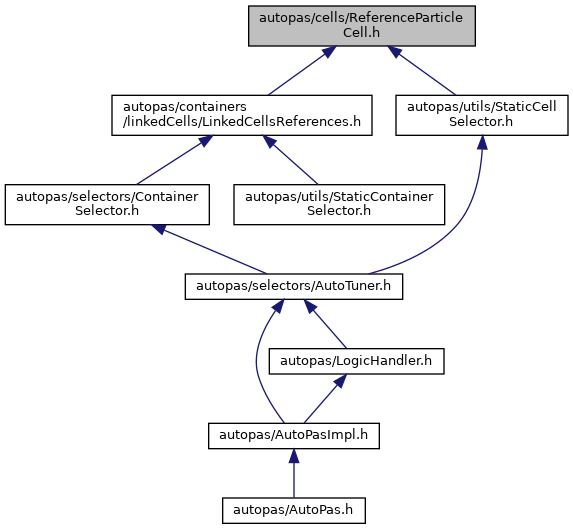 autopas/cells/ReferenceParticle
Cell.h
autopas/containers
/linkedCells/LinkedCellsReferences.h
autopas/utils/StaticCell
Selector.h
autopas/selectors/Container
Selector.h
autopas/utils/StaticContainer
Selector.h
autopas/selectors/AutoTuner.h
autopas/LogicHandler.h
autopas/AutoPasImpl.h
autopas/AutoPas.h